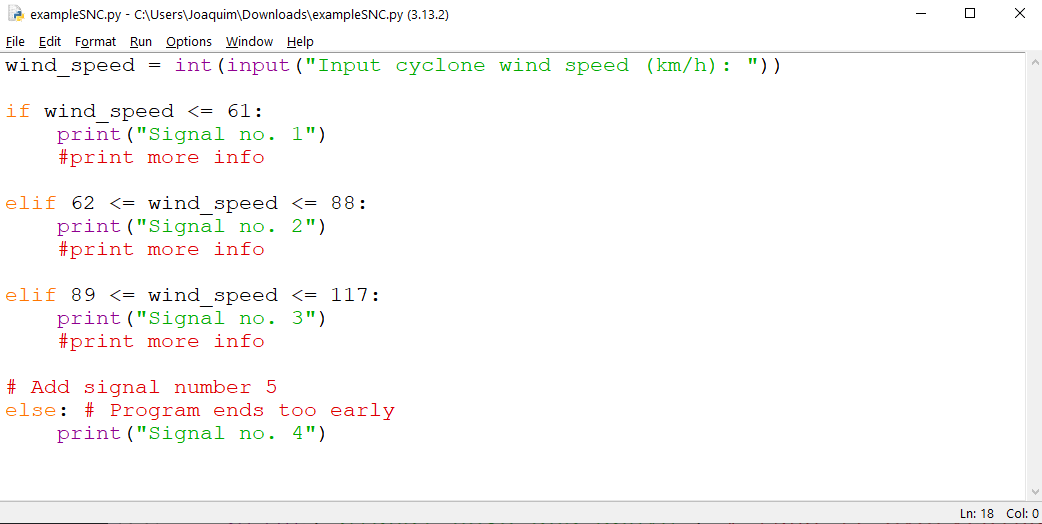 exampleSNC.py - C:\Users\Joaquim\Downloads\exampleSNC.py (3.13.2)
File Edit Format Run Options Window Help
wind_speed = int(input("Input cyclone wind speed (km/h): "))
if wind_speed <= 61:
    print("Signal no. 1")
    #print more info
elif 62 <= wind_speed <= 88:
    print("Signal no. 2")
    #print more info
elif 89 <= wind_speed <= 117:
    print("Signal no. 3")
    #print more info
# Add signal number 5
else: # Program ends too early
    print("Signal no. 4")
Ln: 18 Col: 0